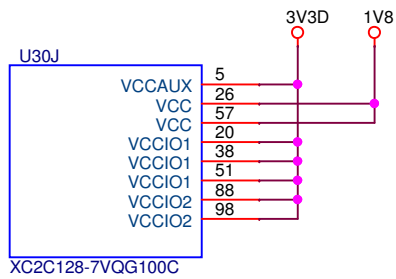 3V3D 1V8
U30J
VCCAUX 5
VCC 26
VCC 57
VCCIO1 20
VCCIO1 38
VCCIO1 51
VCCIO2 88
VCCIO2 98
XC2C128-7VQG100C